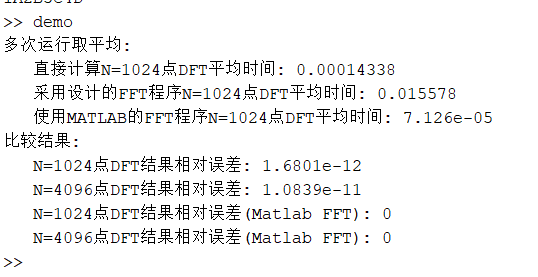 >> demo
多次运行取平均:
直接计算N=1024点DFT平均时间: 0.00014338
采用设计的FFT程序N=1024点DFT平均时间: 0.015578
使用MATLAB的FFT程序N=1024点DFT平均时间: 7.126e-05
比较结果:
N=1024点DFT结果相对误差: 1.6801e-12
N=4096点DFT结果相对误差: 1.0839e-11
N=1024点DFT结果相对误差(Matlab FFT): 0
N=4096点DFT结果相对误差(Matlab FFT): 0
>>